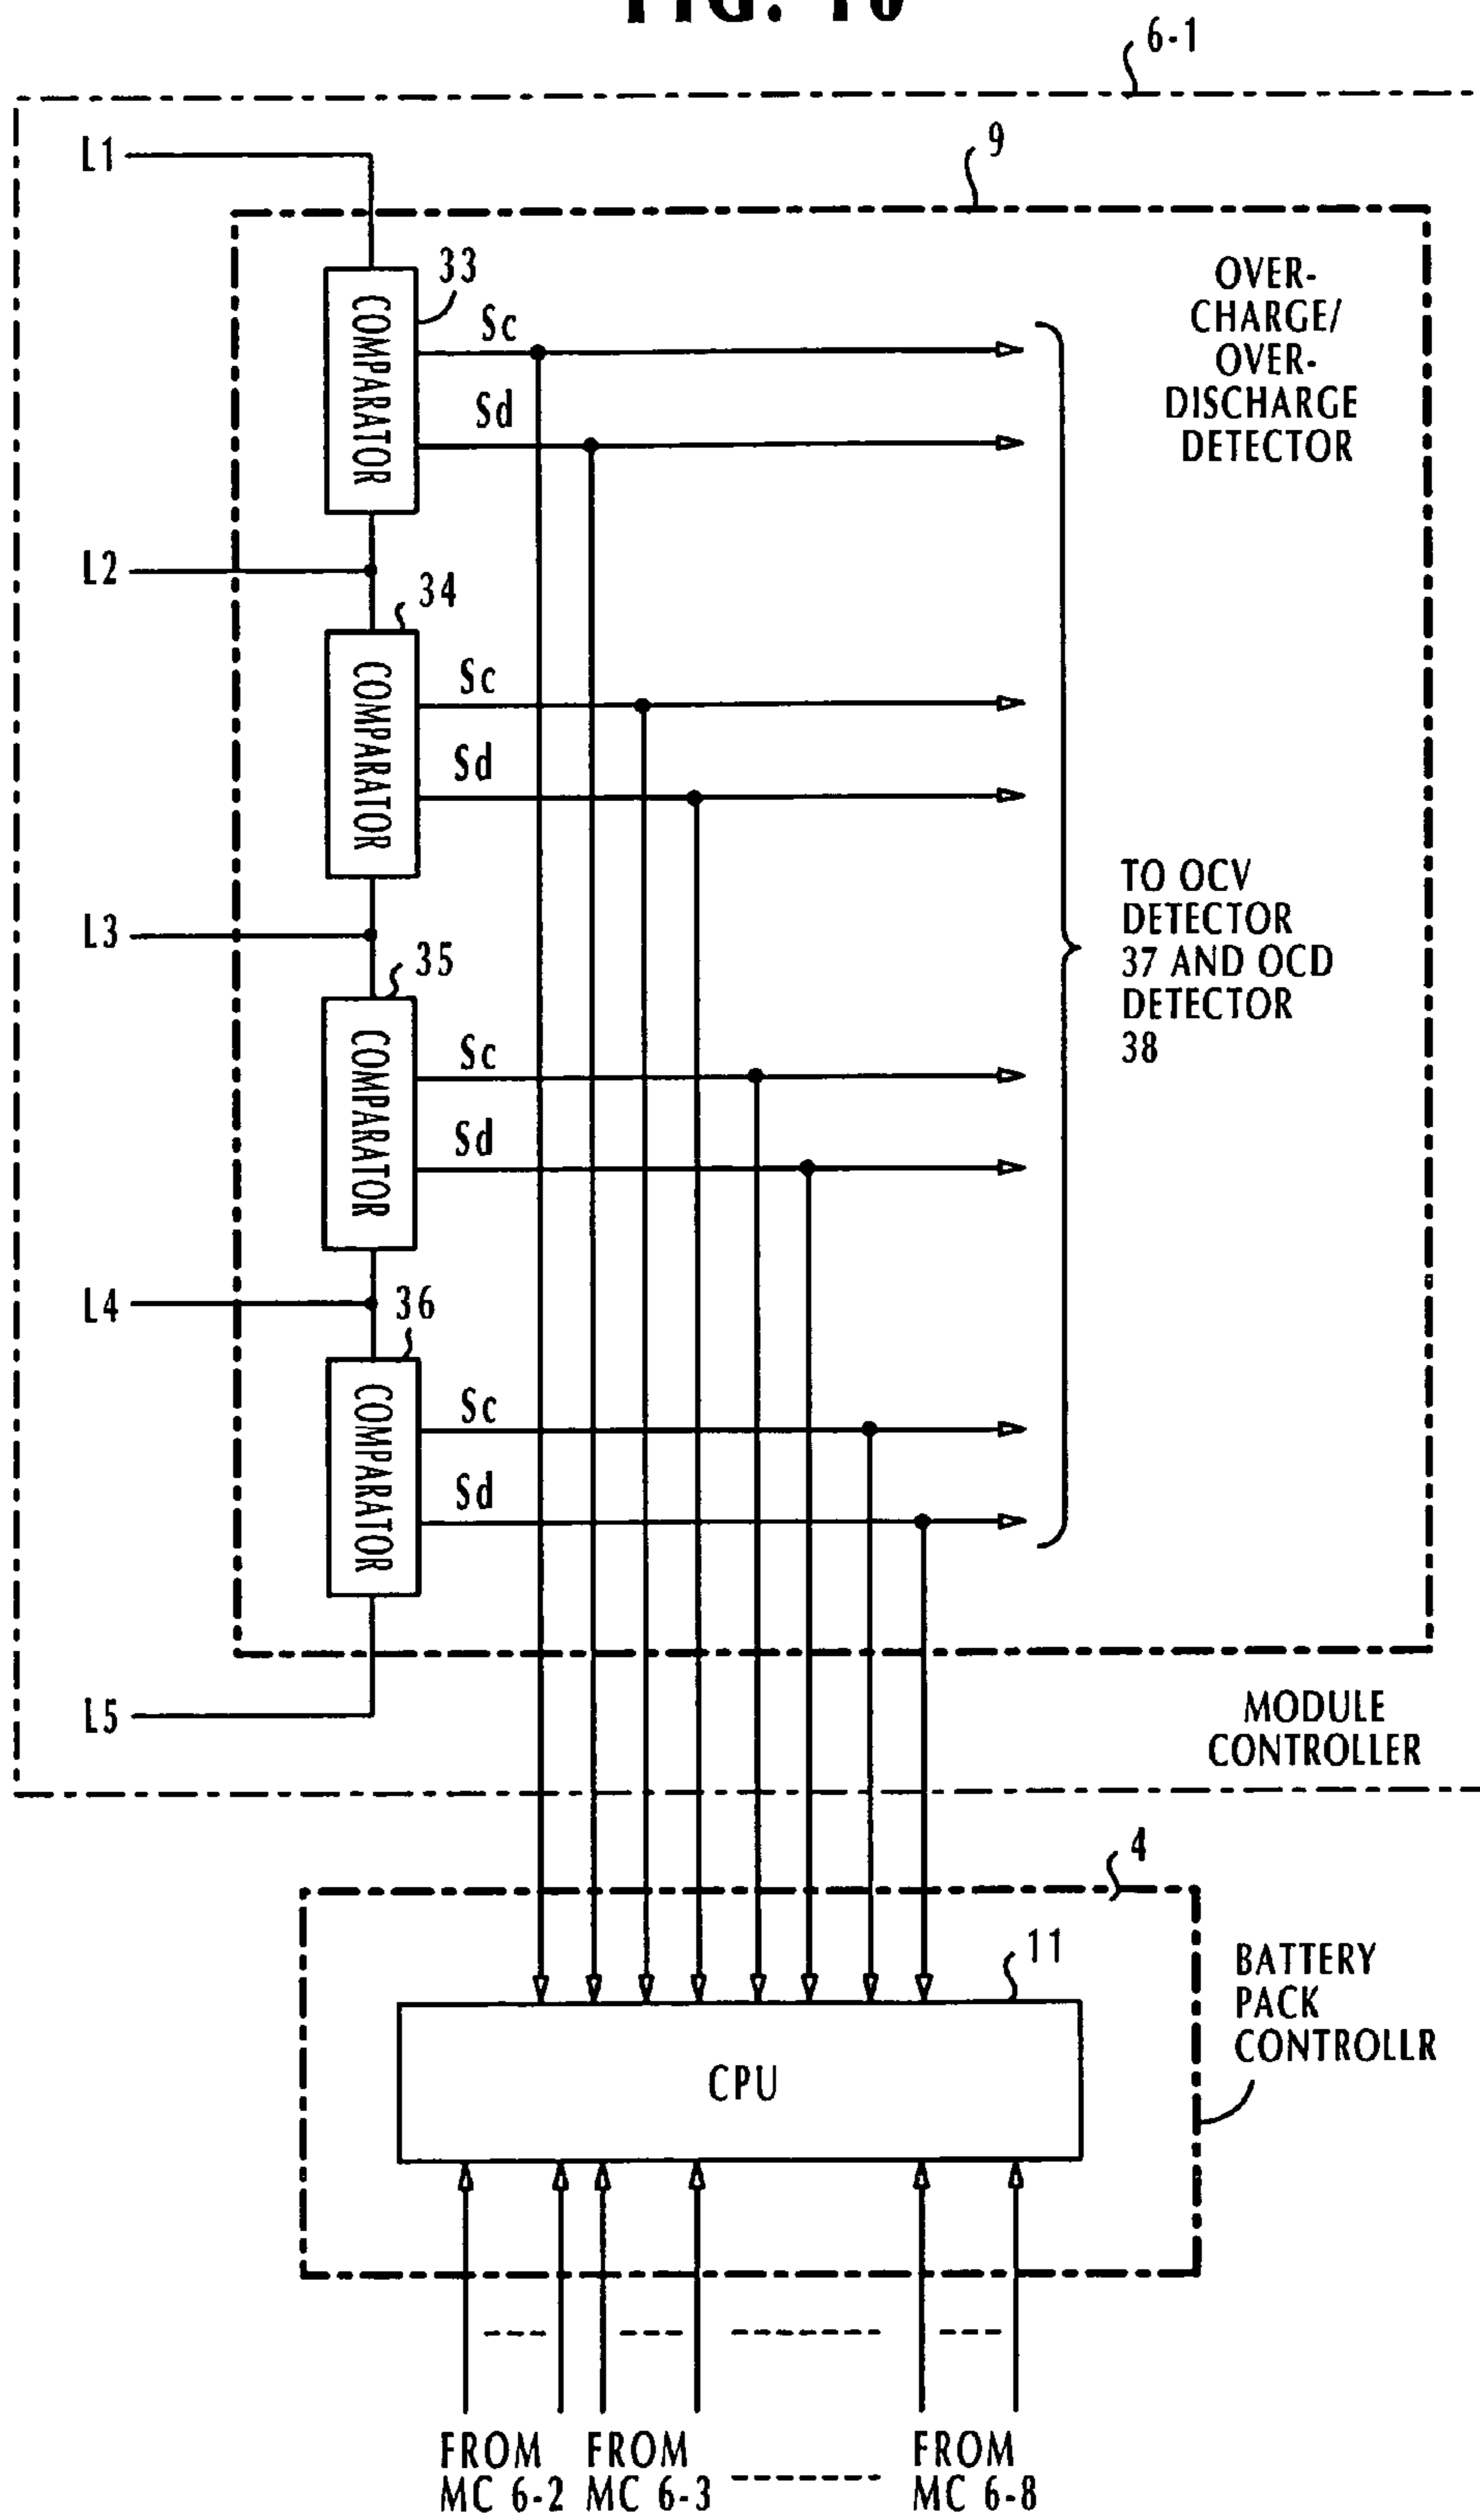 FIG. 10
6-1
L1
9
33
COMPARATOR
Sc
Sd
OVER-
CHARGE/
OVER-
DISCHARGE
DETECTOR
L2
34
COMPARATOR
Sc
Sd
L3
35
COMPARATOR
Sc
Sd
TO OCV
DETECTOR
37 AND OCD
DETECTOR
38
L4
36
COMPARATOR
Sc
Sd
L5
MODULE
CONTROLLER
4
11
CPU
BATTERY
PACK
CONTROLLR
FROM
MC 6-2
FROM
MC 6-3
FROM
MC 6-8